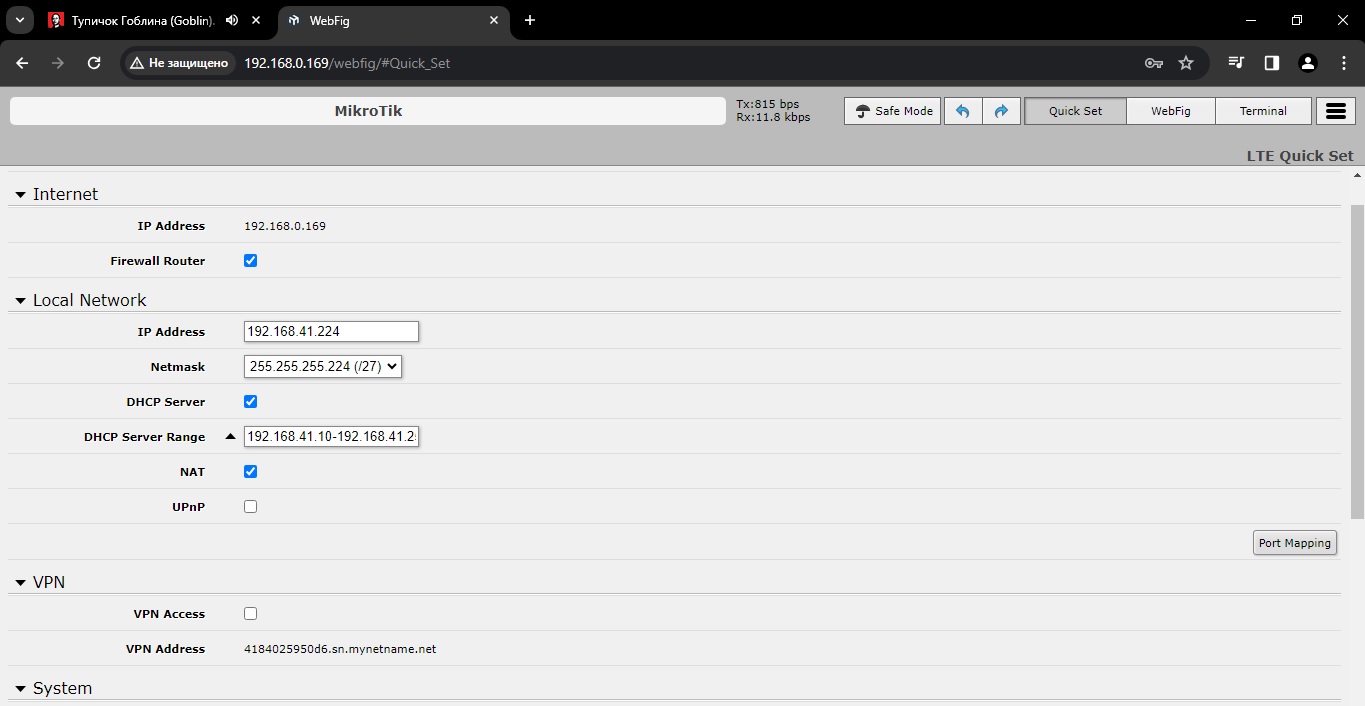 Тупичок Гоблина (Goblin).
WebFig
Не защищено 192.168.0.169/webfig/#Quick_Set
MikroTik
Tx:815 bps
Rx:11.8 kbps
Safe Mode
Quick Set
WebFig
Terminal
LTE Quick Set
Internet
IP Address 192.168.0.169
Firewall Router
Local Network
IP Address 192.168.41.224
Netmask 255.255.255.224 (/27)
DHCP Server
DHCP Server Range 192.168.41.10-192.168.41.2
NAT
UPnP
Port Mapping
VPN
VPN Access
VPN Address 4184025950d6.sn.mynetname.net
System